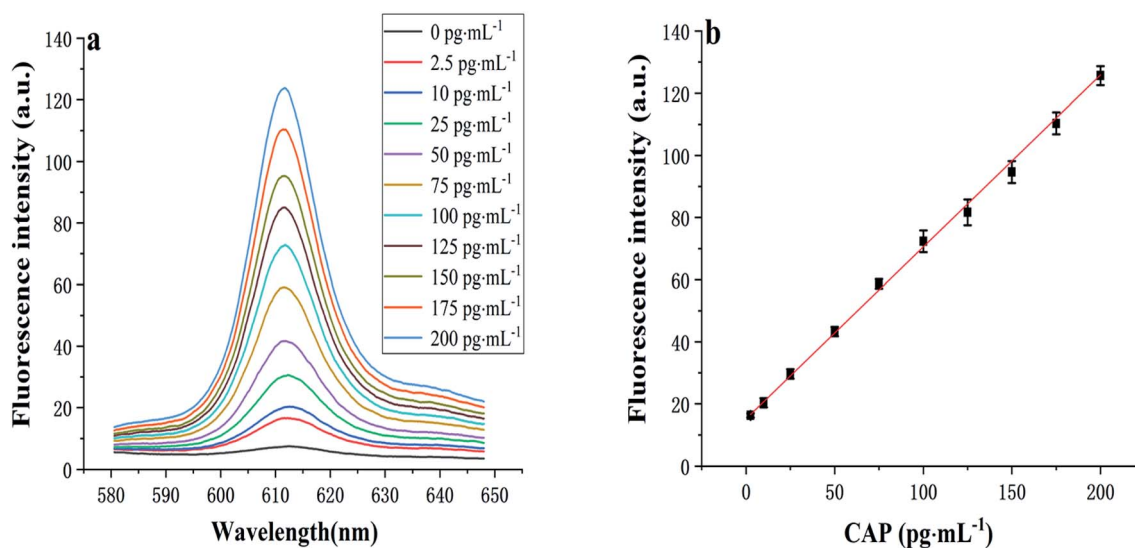 a
0 pg·mL⁻¹
2.5 pg·mL⁻¹
10 pg·mL⁻¹
25 pg·mL⁻¹
50 pg·mL⁻¹
75 pg·mL⁻¹
100 pg·mL⁻¹
125 pg·mL⁻¹
150 pg·mL⁻¹
175 pg·mL⁻¹
200 pg·mL⁻¹
Fluorescence intensity (a.u.)
140
120
100
80
60
40
20
0
580 590 600 610 620 630 640 650
Wavelength(nm)
b
Fluorescence intensity (a.u.)
140
120
100
80
60
40
20
0
0 50 100 150 200
CAP (pg·mL⁻¹)